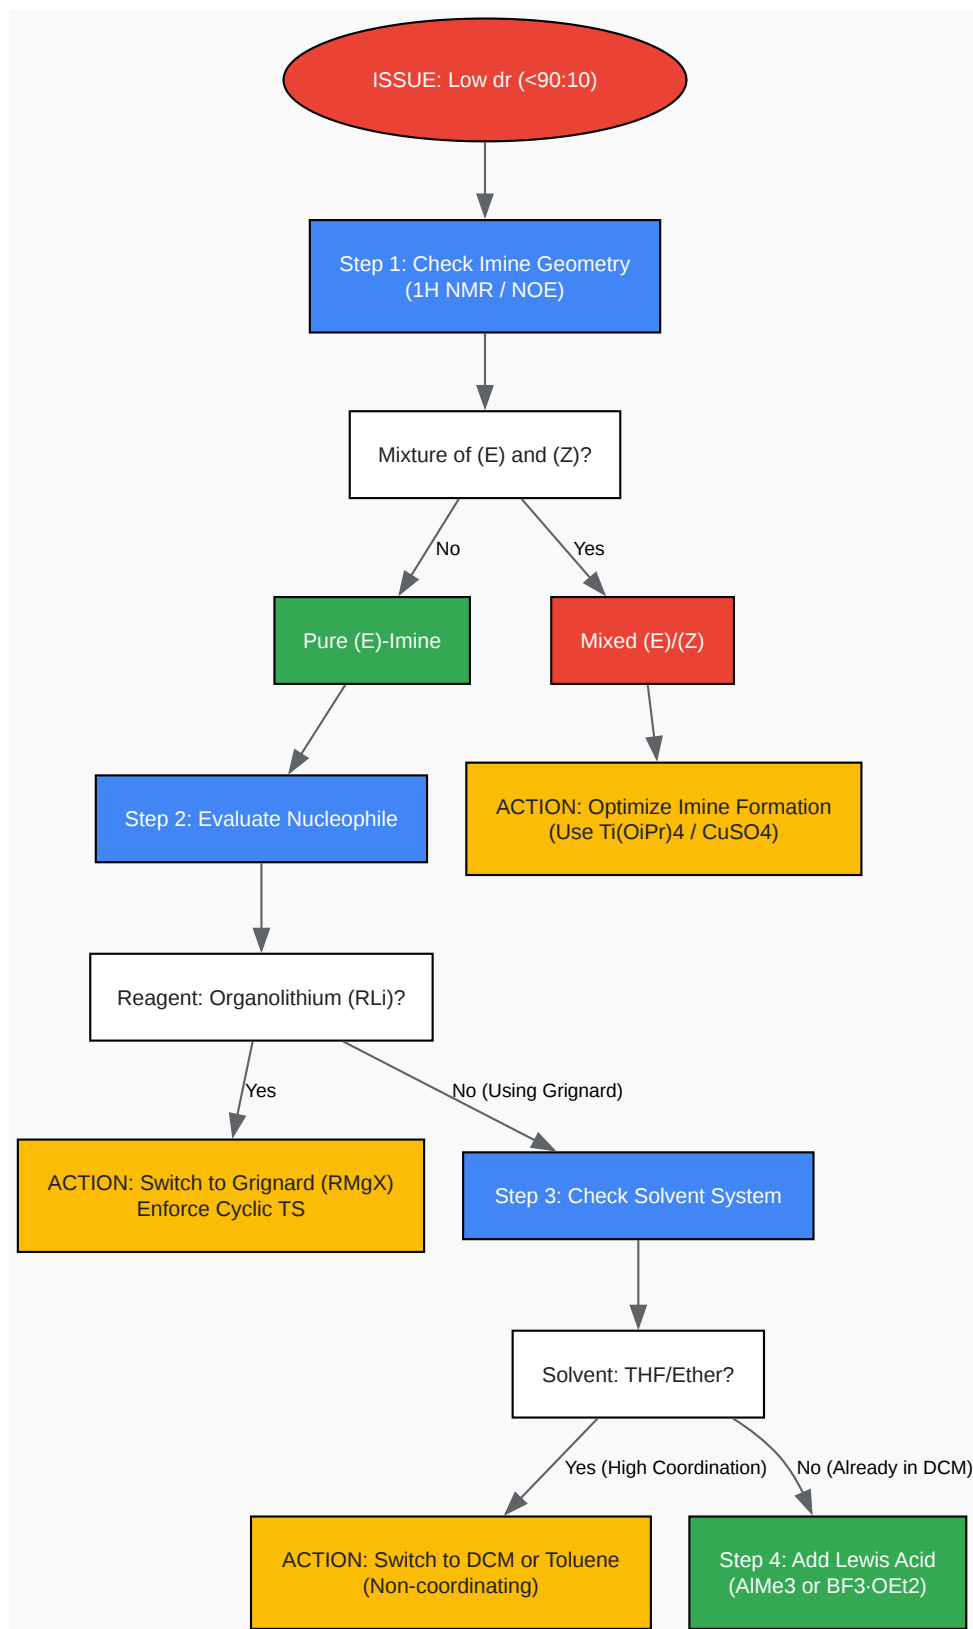 ISSUE: Low dr (<90:10)
Step 1: Check Imine Geometry
(1H NMR / NOE)
Mixture of (E) and (Z)?
No
Yes
Pure (E)-Imine
Mixed (E)/(Z)
Step 2: Evaluate Nucleophile
ACTION: Optimize Imine Formation
(Use Ti(OiPr)4 / CuSO4)
Reagent: Organolithium (RLi)?
Yes
No (Using Grignard)
ACTION: Switch to Grignard (RMgX)
Enforce Cyclic TS
Step 3: Check Solvent System
Solvent: THF/Ether?
Yes (High Coordination)
No (Already in DCM)
ACTION: Switch to DCM or Toluene
(Non-coordinating)
Step 4: Add Lewis Acid
(AlMe3 or BF3·OEt2)